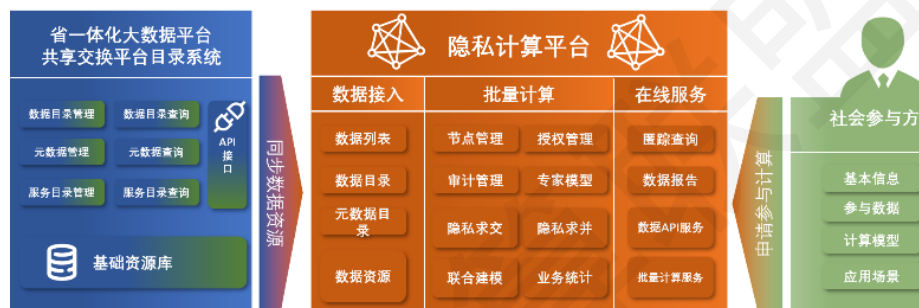 省一体化大数据平台
共享交换平台目录系统
数据目录管理
数据目录查询
元数据管理
元数据查询
服务目录管理
服务目录查询
API
接
口
基础资源库
同步数据资源
隐私计算平台
数据接入
批量计算
在线服务
数据列表
节点管理
授权管理
匿踪查询
数据目录
审计管理
专家模型
数据报告
元数据目
录
隐私求交
隐私求并
数据API服务
数据资源
联合建模
业务统计
批量计算服务
申请参与计算
社会参与方
基本信息
参与数据
计算模型
应用场景